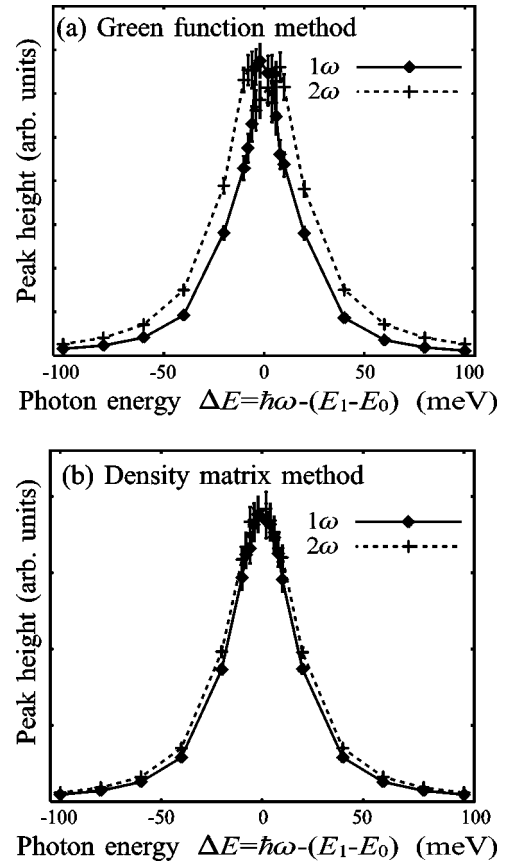 (a) Green function method
1ω
2ω
Peak height (arb. units)
-100 -50 0 50 100
Photon energy ΔE=ℏω-(E₁-E₀) (meV)
(b) Density matrix method
1ω
2ω
Peak height (arb. units)
-100 -50 0 50 100
Photon energy ΔE=ℏω-(E₁-E₀) (meV)